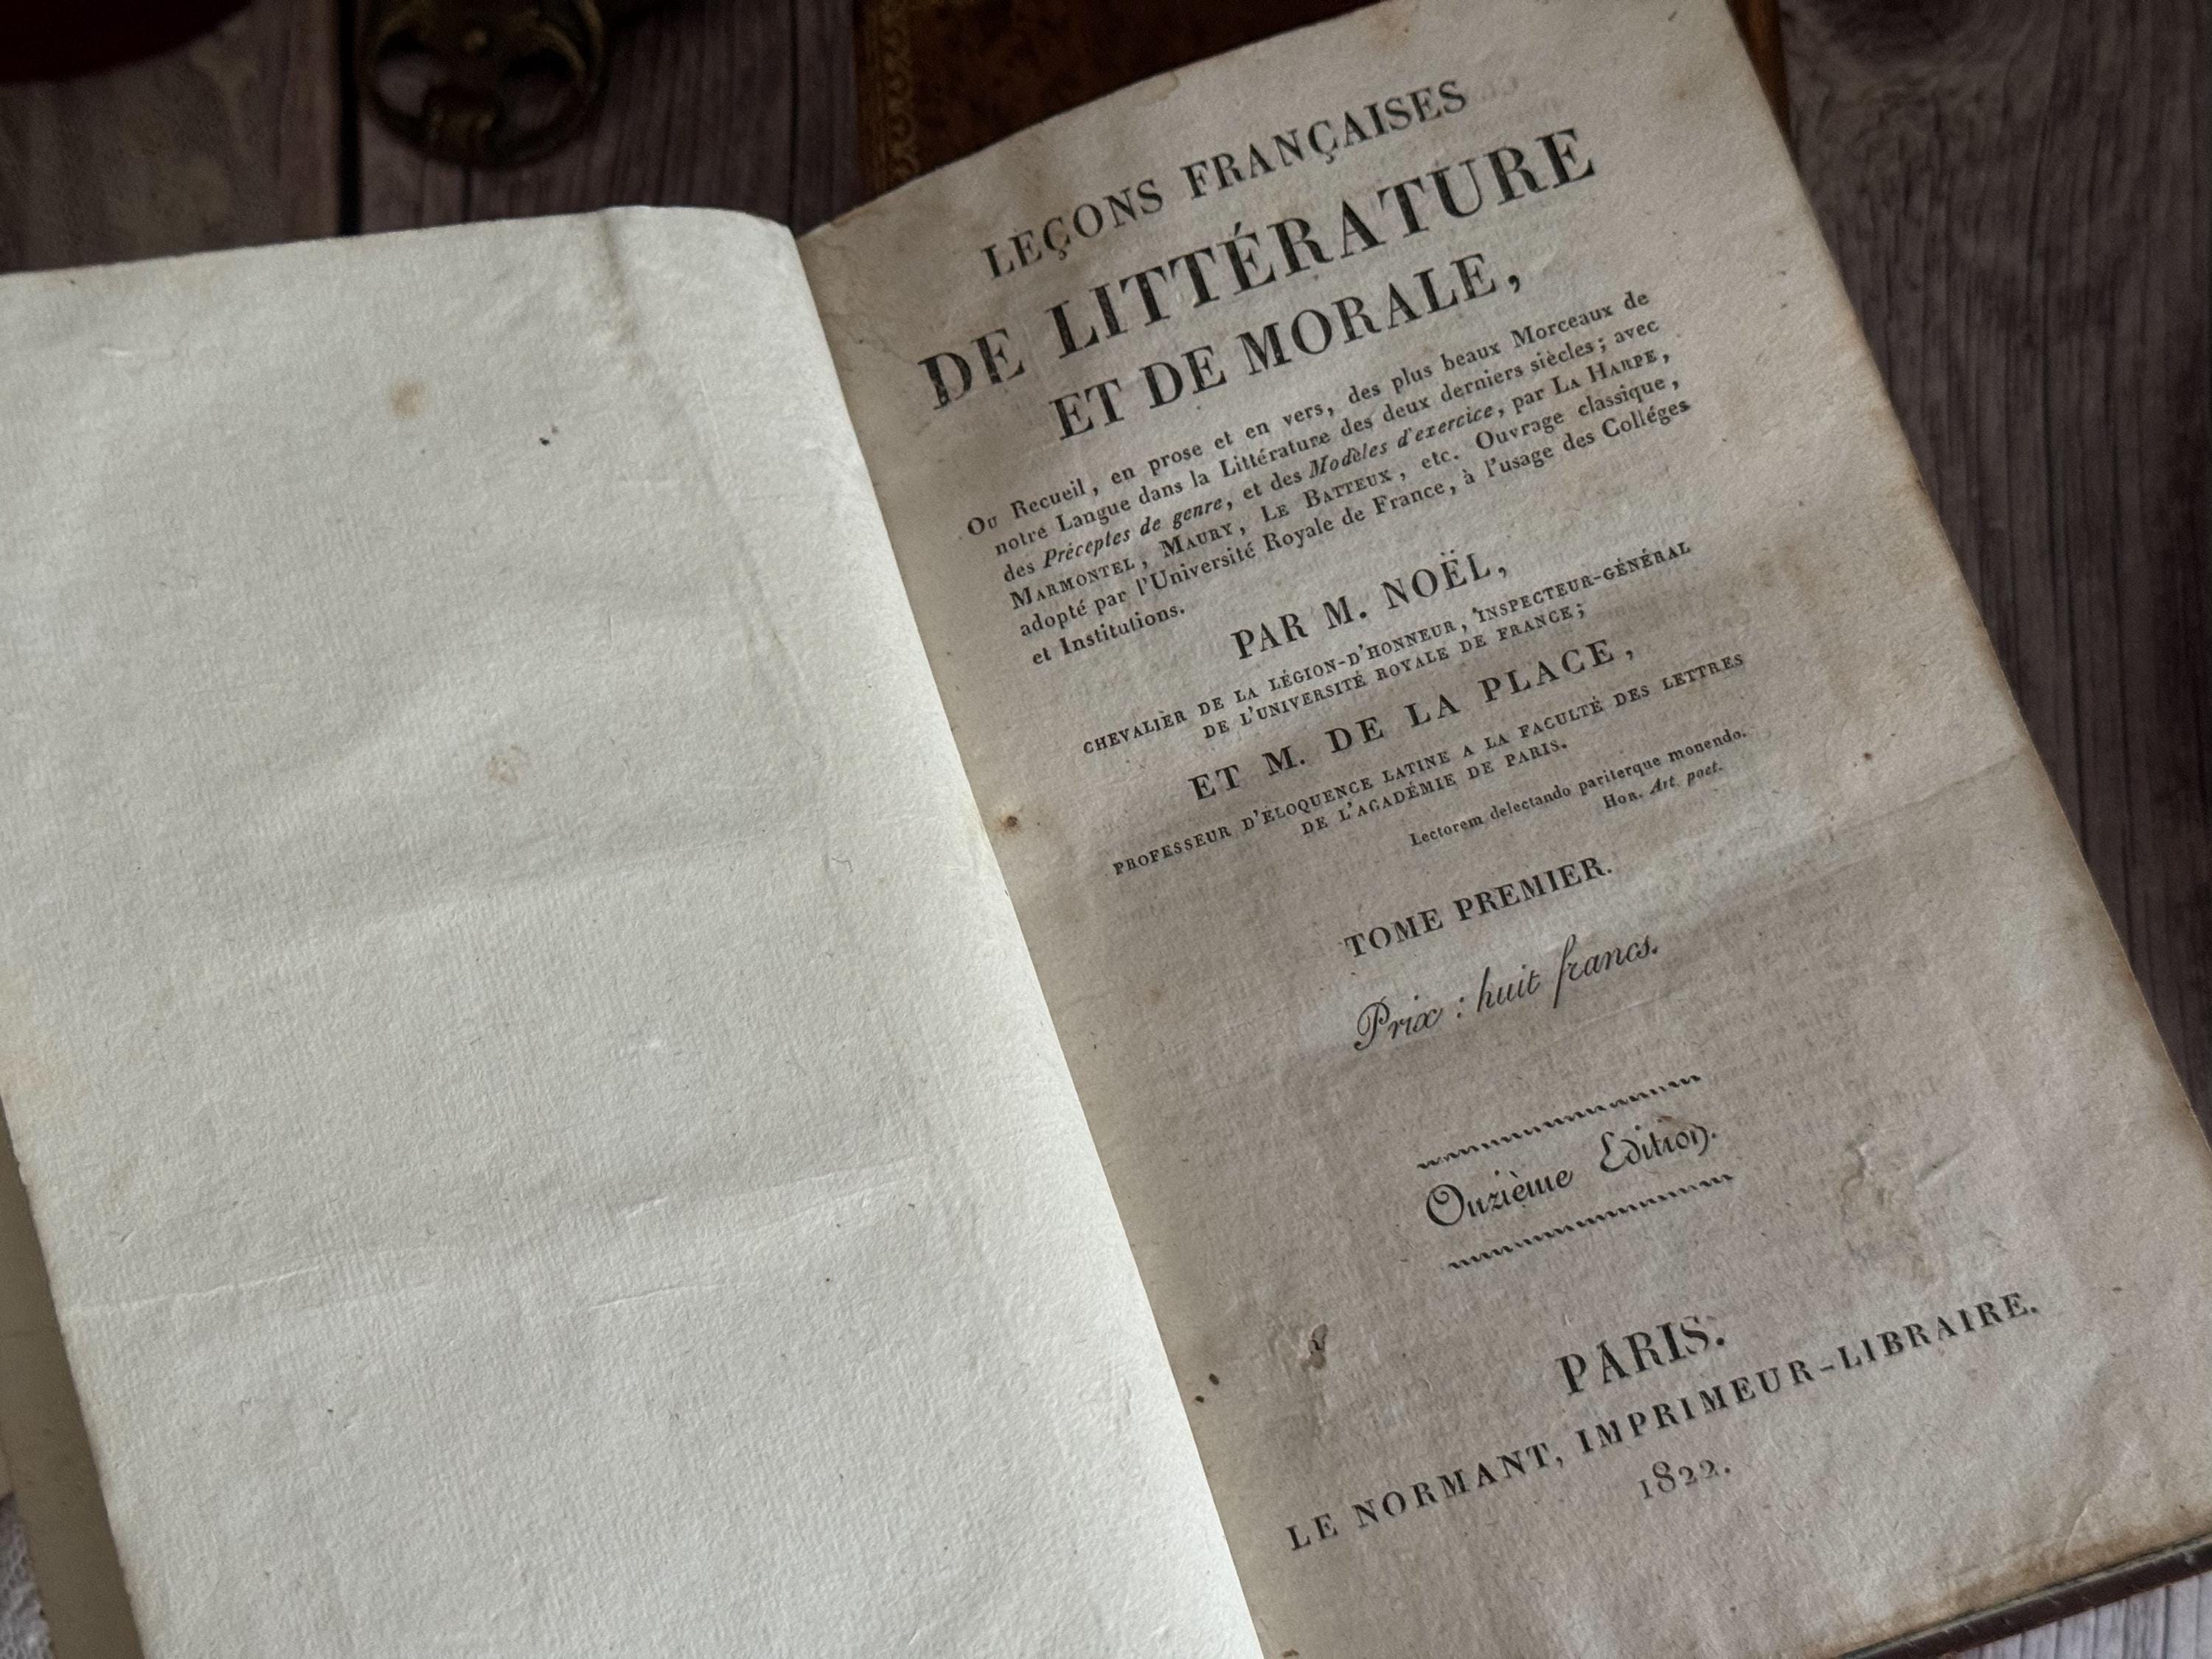 LEÇONS FRANÇAISES
DE LITTÉRATURE
ET DE MORALE,
Ou Recueil, en prose et en vers, des plus beaux Morceaux de
notre Langue dans la Littérature des deux derniers siècles; avec
des Préceptes de genre, et des Modèles d'exercice, par LA HARPE,
MARMONTEL, MAURY, LE BATTEUX, etc. Ouvrage classique,
adopté par l'Université Royale de France, à l'usage des Colléges
et Institutions.
PAR M. NOËL,
CHEVALIER DE LA LÉGION-D'HONNEUR, INSPECTEUR-GÉNÉRAL
DE L'UNIVERSITÉ ROYALE DE FRANCE;
ET M. DE LA PLACE,
PROFESSEUR D'ÉLOQUENCE LATINE A LA FACULTÉ DES LETTRES
DE L'ACADÉMIE DE PARIS.
Lectorem delectando pariterque monendo.
HOR. Art. poet.
TOME PREMIER.
Prix : huit francs.
Onzième Edition.
PARIS.
LE NORMANT, IMPRIMEUR-LIBRAIRE.
1822.